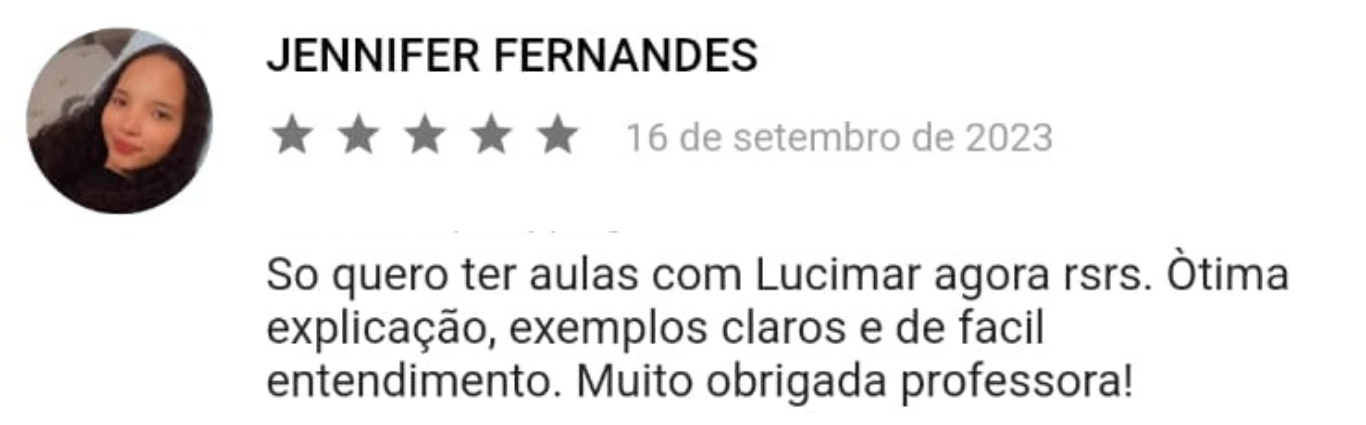 JENNIFER FERNANDES
16 de setembro de 2023
So quero ter aulas com Lucimar agora rsrs. Òtima
explicação, exemplos claros e de facil
entendimento. Muito obrigada professora!